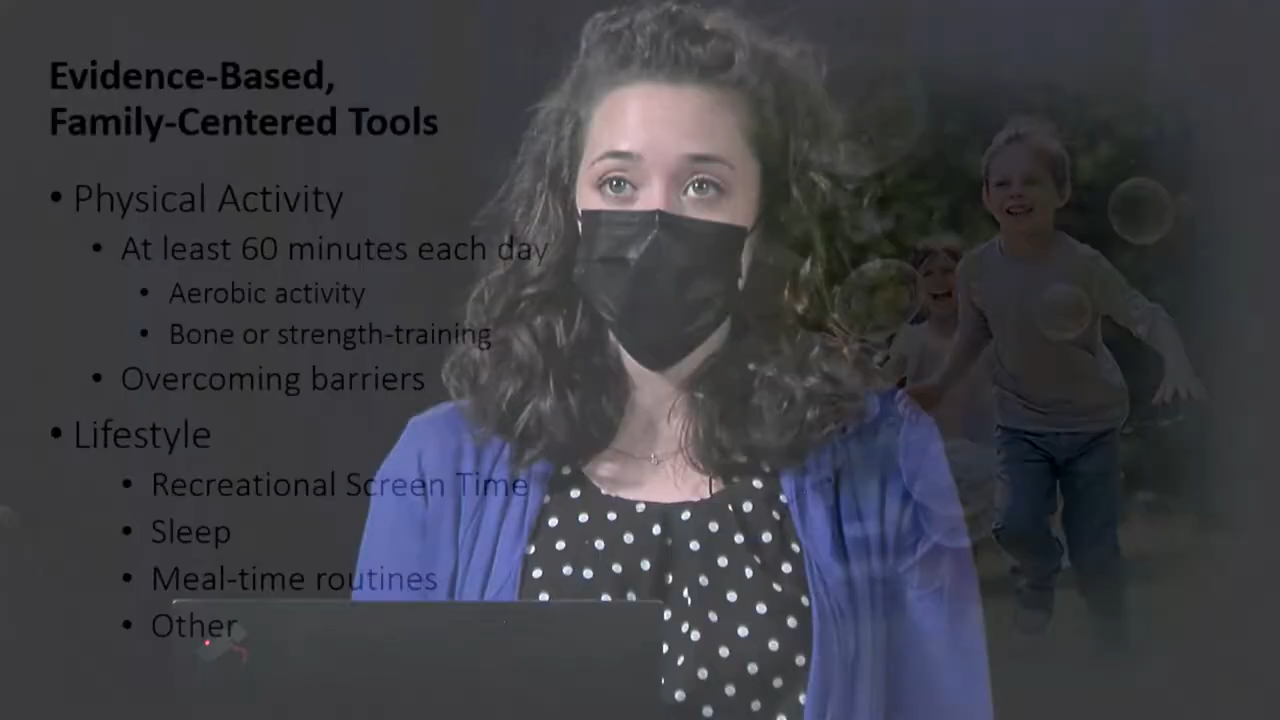 Evidence-Based,
Family-Centered Tools
• Physical Activity
• At least 60 minutes each day
• Aerobic activity
• Bone or strength-training
• Overcoming barriers
• Lifestyle
• Recreational Screen Time
• Sleep
• Meal-time routines
• Other